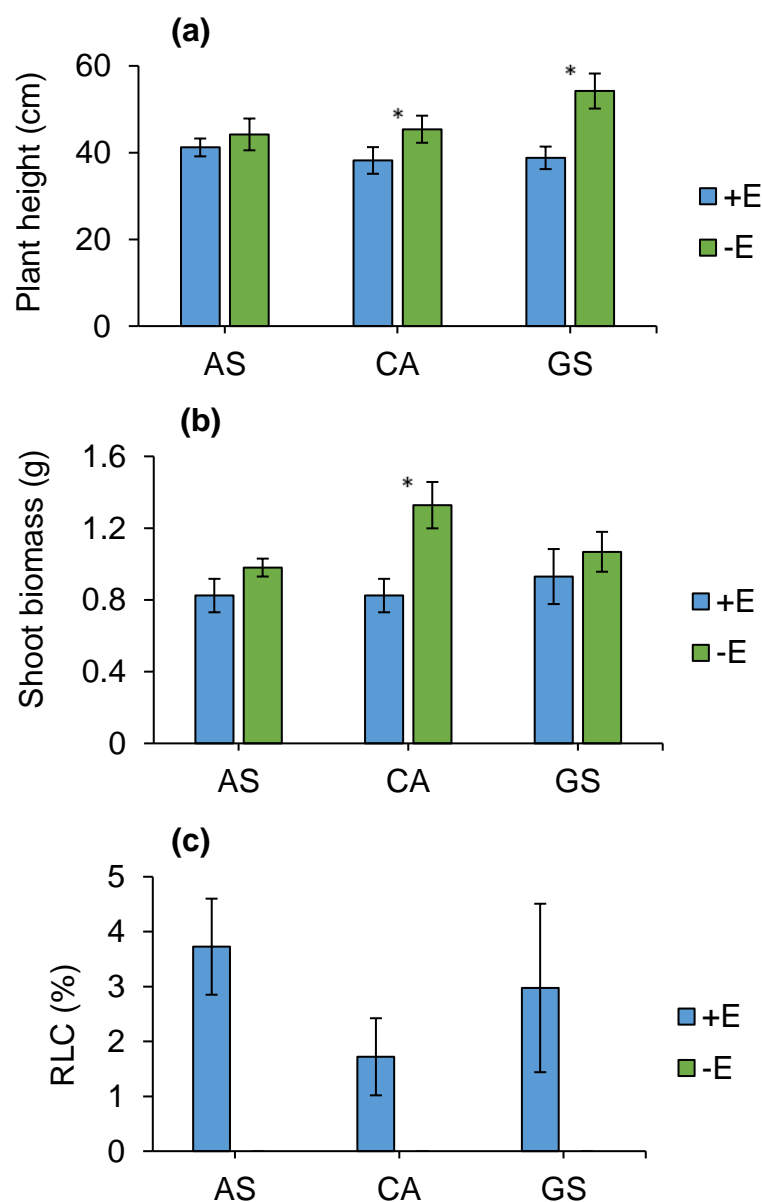 (a)
Plant height (cm)
60
40
20
0
*
*
AS
CA
GS
+E
-E
(b)
Shoot biomass (g)
1.6
1.2
0.8
0.4
0
*
AS
CA
GS
+E
-E
(c)
RLC (%)
5
4
3
2
1
0
AS
CA
GS
+E
-E